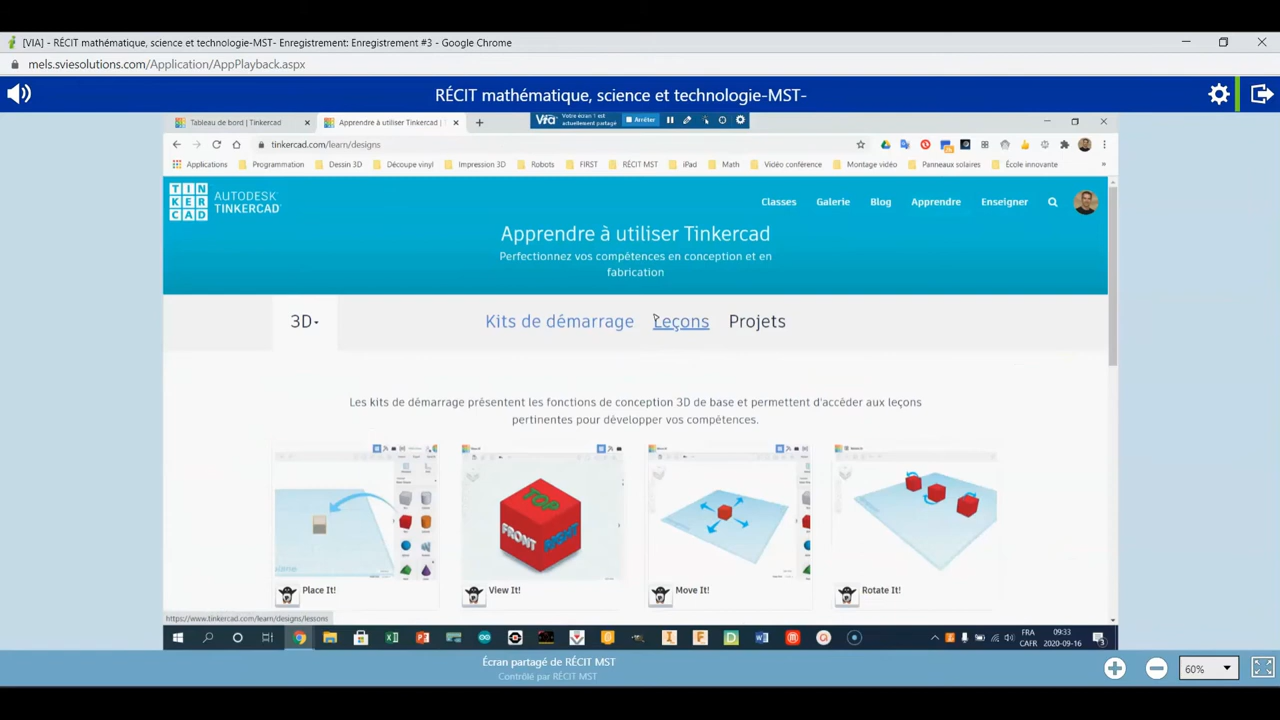 [VIA] - RÉCIT mathématique, science et technologie-MST- Enregistrement: Enregistrement #3 - Google Chrome
mels.sviesolutions.com/Application/AppPlayback.aspx
RÉCIT mathématique, science et technologie-MST-
Tableau de bord | Tinkercad
Apprendre à utiliser Tinkercad |
Via
Votre écran 1 est
actuellement partagé
Arrêter
tinkercad.com/learn/designs
Applications
Programmation
Dessin 3D
Découpe vinyl
Impression 3D
Robots
FIRST
RÉCIT MST
iPad
Math
Vidéo conférence
Montage vidéo
Panneaux solaires
École innovante
»
TIN
KER
CAD
AUTODESK
TINKERCAD
Classes
Galerie
Blog
Apprendre
Enseigner
Apprendre à utiliser Tinkercad
Perfectionnez vos compétences en conception et en
fabrication
3D
Kits de démarrage
Leçons
Projets
Les kits de démarrage présentent les fonctions de conception 3D de base et permettent d'accéder aux leçons
pertinentes pour développer vos compétences.
TOP
FRONT
RIGHT
Place It!
View It!
Move It!
Rotate It!
https://www.tinkercad.com/learn/designs/lessons
FRA
CAFR
09:33
2020-09-16
Écran partagé de RÉCIT MST
Contrôlé par RÉCIT MST
60%